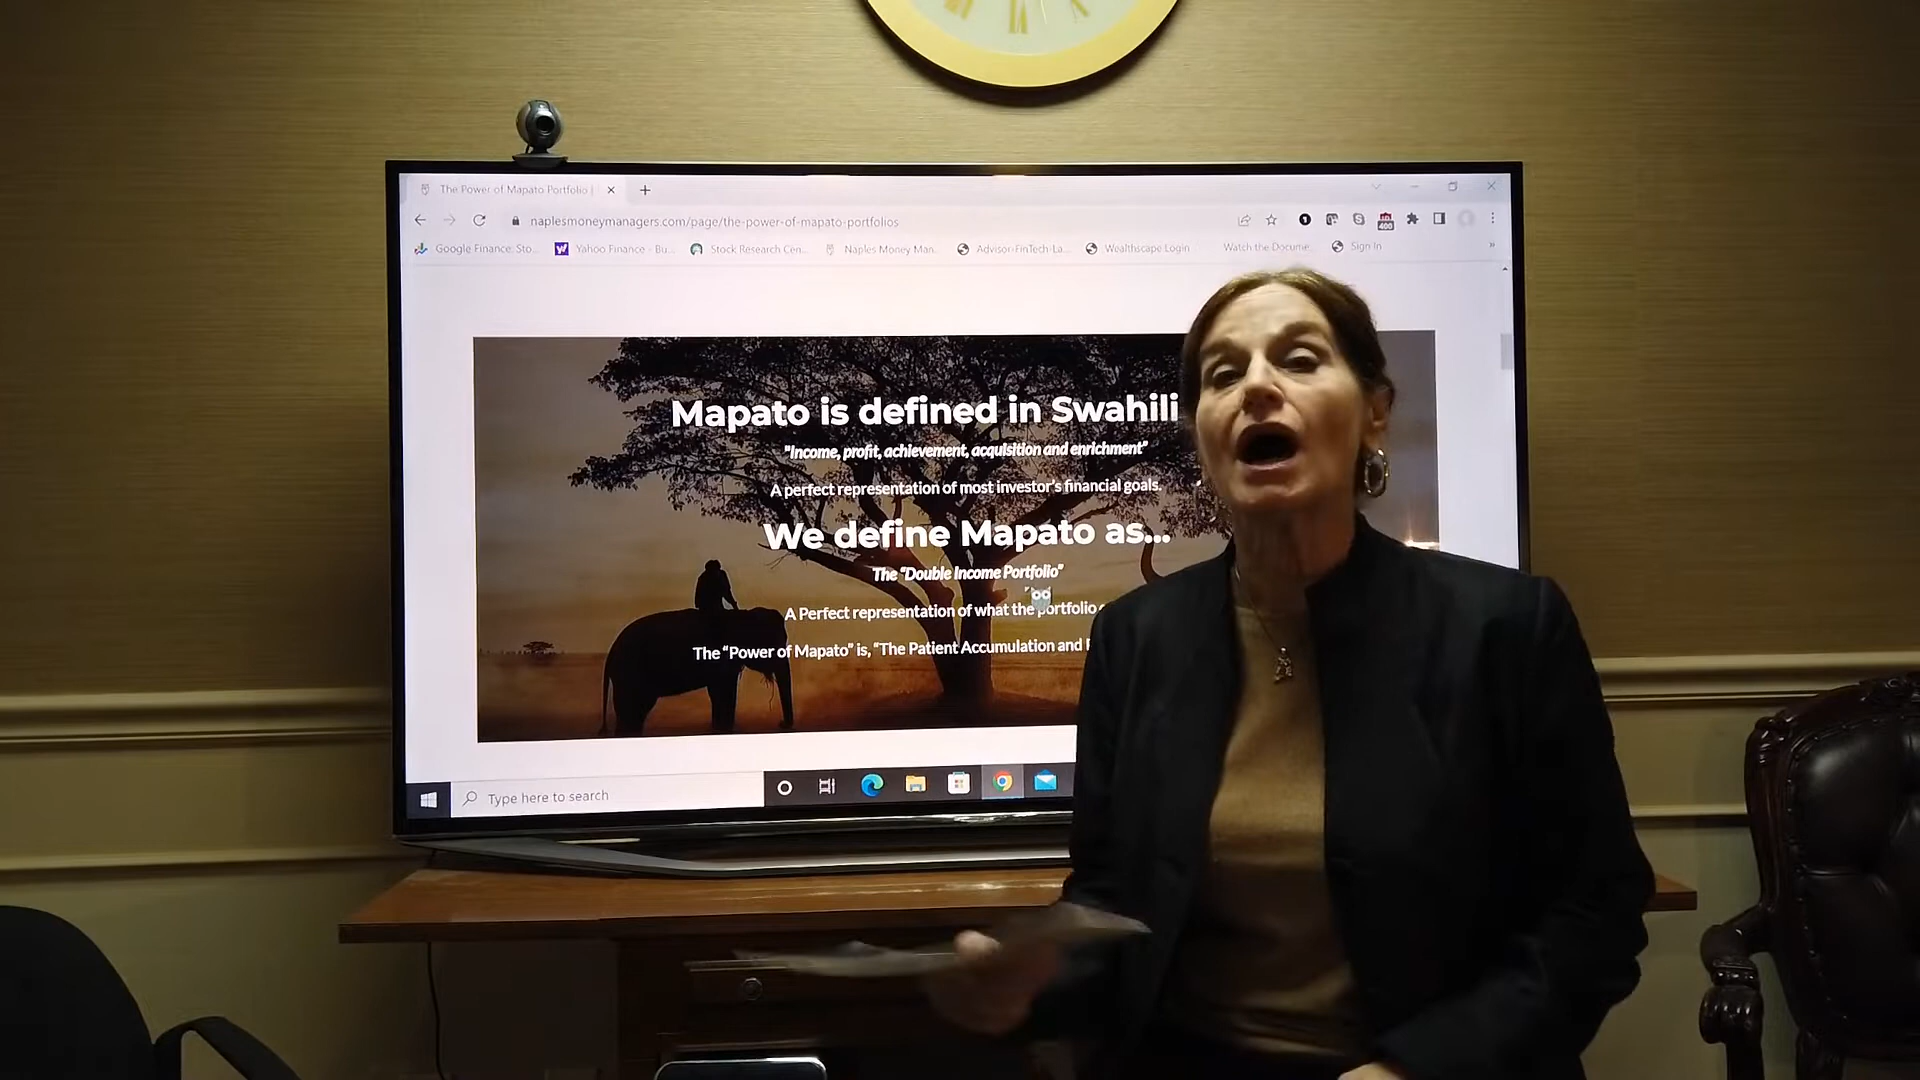 The Power of Mapato Portfolio |
naplesmoneymanagers.com/page/the-power-of-mapato-portfolios
Google Finance: Sto...
Yahoo Finance - Bu...
Stock Research Cen...
Naples Money Man...
Advisor-FinTech-La...
Wealthscape Login
Watch the Docume...
Sign In
»
Mapato is defined in Swahili
"Income, profit, achievement, acquisition and enrichment"
A perfect representation of most investor's financial goals.
We define Mapato as...
The "Double Income Portfolio"
A Perfect representation of what the portfolio
The "Power of Mapato" is, "The Patient Accumulation and
Type here to search